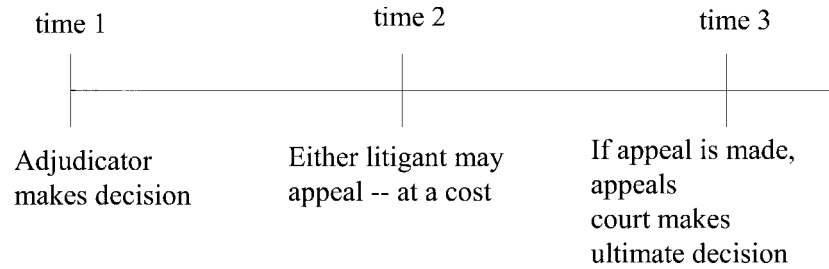 time 1
time 2
time 3
Adjudicator
makes decision
Either litigant may
appeal -- at a cost
If appeal is made,
appeals
court makes
ultimate decision